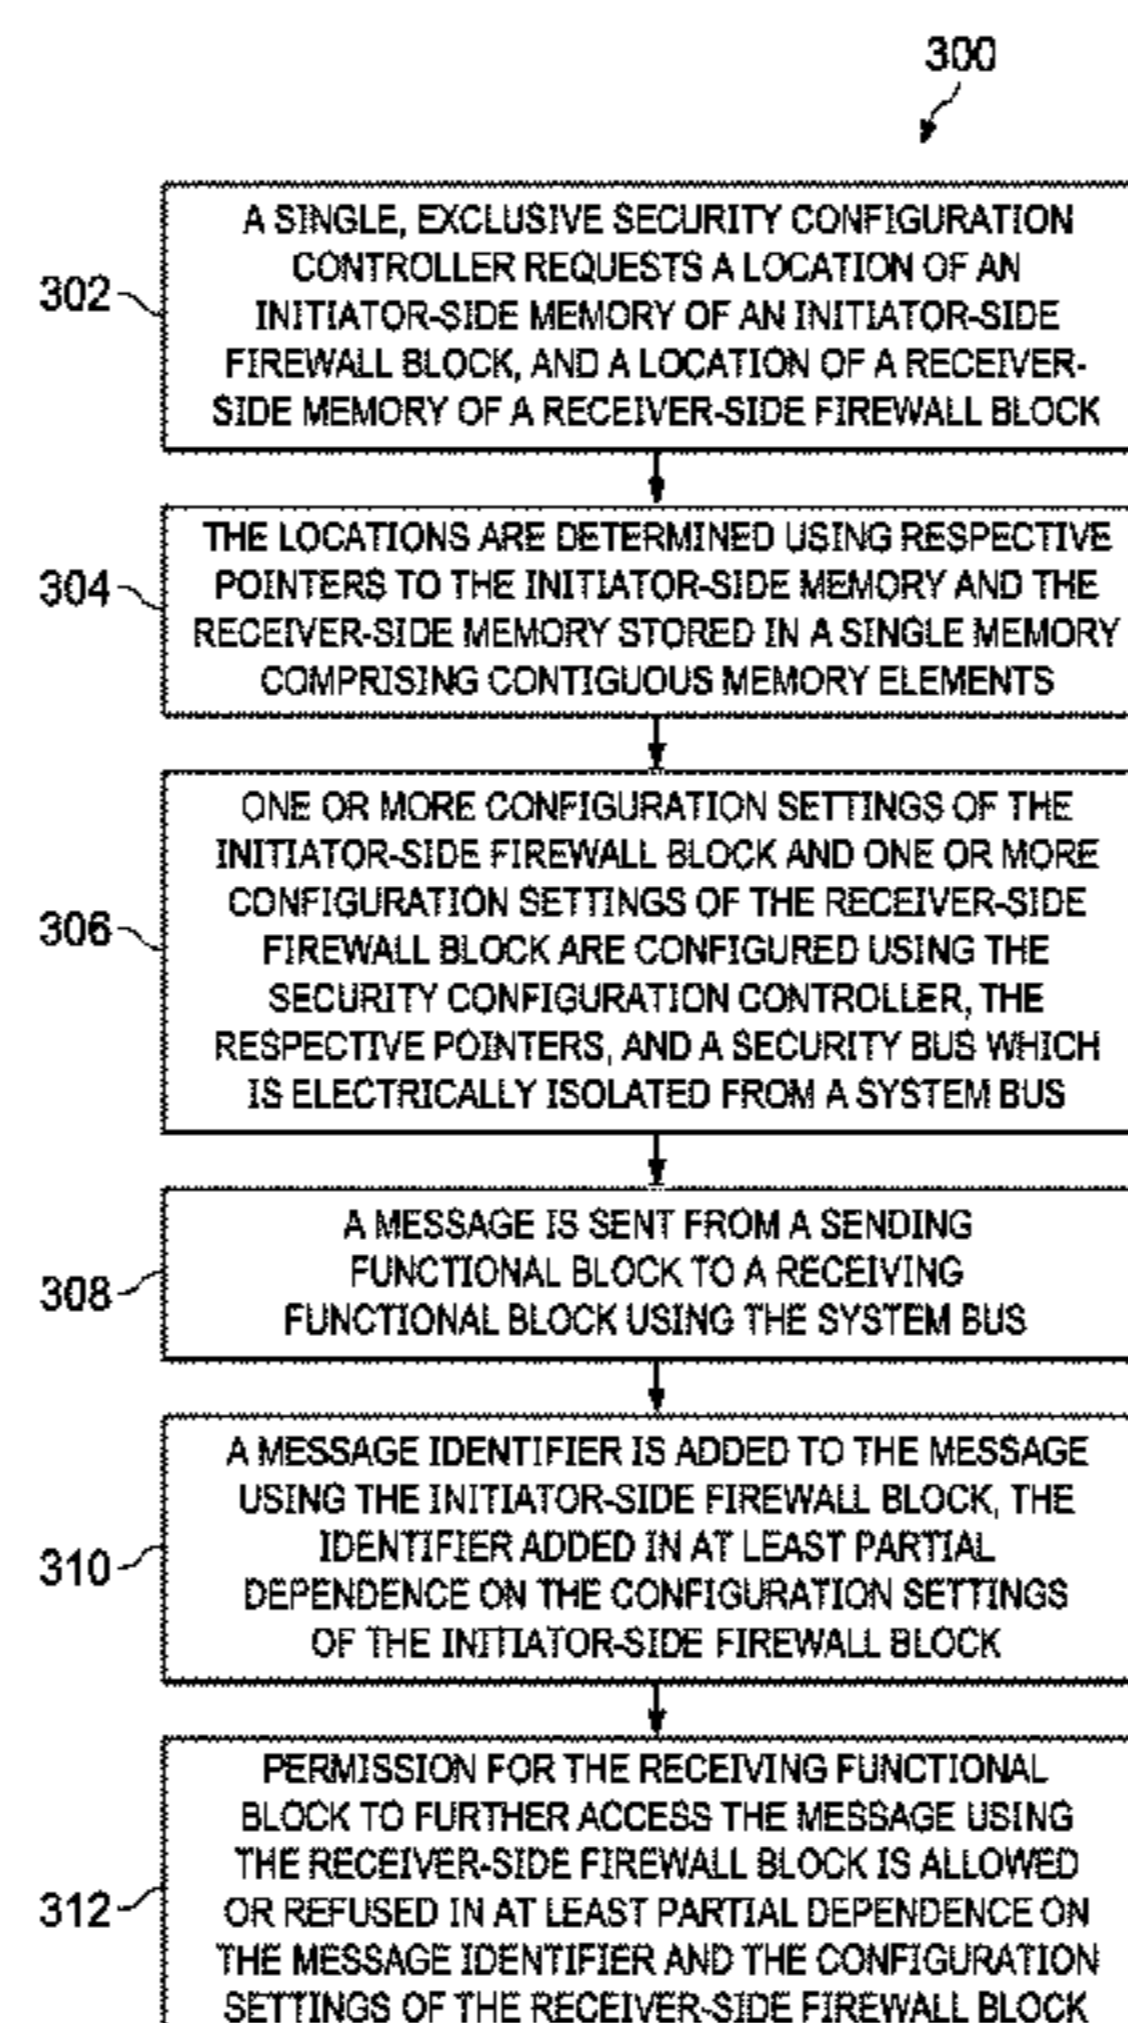 300
302
A SINGLE, EXCLUSIVE SECURITY CONFIGURATION
CONTROLLER REQUESTS A LOCATION OF AN
INITIATOR-SIDE MEMORY OF AN INITIATOR-SIDE
FIREWALL BLOCK, AND A LOCATION OF A RECEIVER-
SIDE MEMORY OF A RECEIVER-SIDE FIREWALL BLOCK
304
THE LOCATIONS ARE DETERMINED USING RESPECTIVE
POINTERS TO THE INITIATOR-SIDE MEMORY AND THE
RECEIVER-SIDE MEMORY STORED IN A SINGLE MEMORY
COMPRISING CONTIGUOUS MEMORY ELEMENTS
306
ONE OR MORE CONFIGURATION SETTINGS OF THE
INITIATOR-SIDE FIREWALL BLOCK AND ONE OR MORE
CONFIGURATION SETTINGS OF THE RECEIVER-SIDE
FIREWALL BLOCK ARE CONFIGURED USING THE
SECURITY CONFIGURATION CONTROLLER, THE
RESPECTIVE POINTERS, AND A SECURITY BUS WHICH
IS ELECTRICALLY ISOLATED FROM A SYSTEM BUS
308
A MESSAGE IS SENT FROM A SENDING
FUNCTIONAL BLOCK TO A RECEIVING
FUNCTIONAL BLOCK USING THE SYSTEM BUS
310
A MESSAGE IDENTIFIER IS ADDED TO THE MESSAGE
USING THE INITIATOR-SIDE FIREWALL BLOCK, THE
IDENTIFIER ADDED IN AT LEAST PARTIAL
DEPENDENCE ON THE CONFIGURATION SETTINGS
OF THE INITIATOR-SIDE FIREWALL BLOCK
312
PERMISSION FOR THE RECEIVING FUNCTIONAL
BLOCK TO FURTHER ACCESS THE MESSAGE USING
THE RECEIVER-SIDE FIREWALL BLOCK IS ALLOWED
OR REFUSED IN AT LEAST PARTIAL DEPENDENCE ON
THE MESSAGE IDENTIFIER AND THE CONFIGURATION
SETTINGS OF THE RECEIVER-SIDE FIREWALL BLOCK